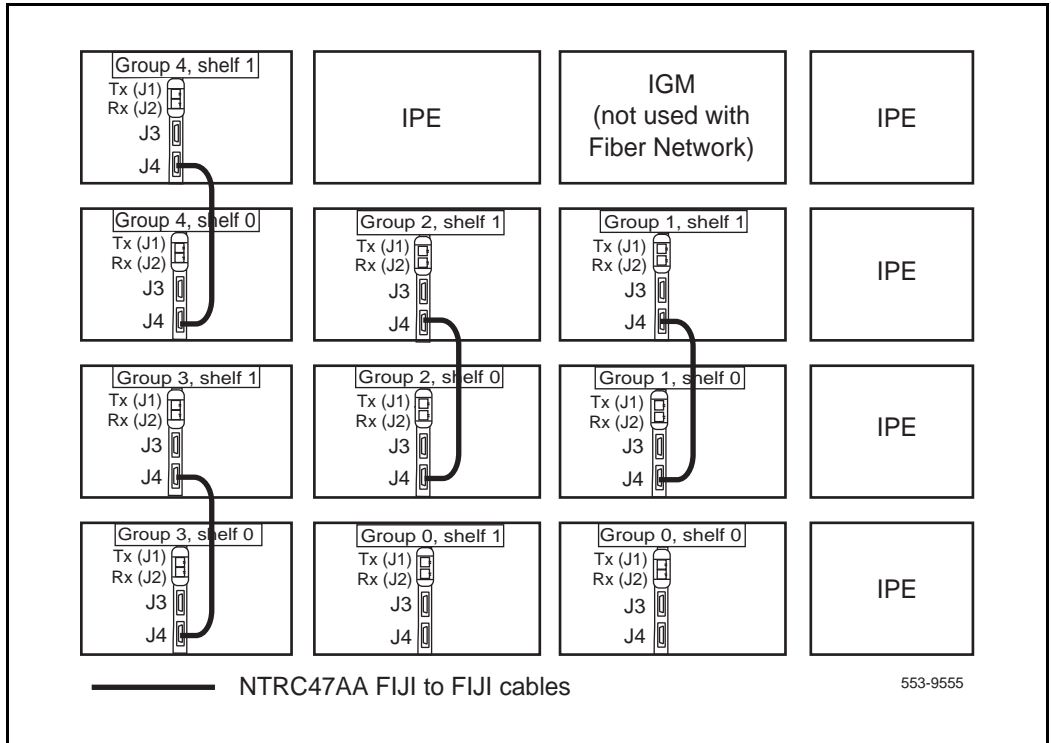 Group 4, shelf 1
Tx (J1)
Rx (J2)
J3
J4
IPE
IGM
(not used with
Fiber Network)
IPE
Group 4, shelf 0
Tx (J1)
Rx (J2)
J3
J4
Group 2, shelf 1
Tx (J1)
Rx (J2)
J3
J4
Group 1, shelf 1
Tx (J1)
Rx (J2)
J3
J4
IPE
Group 3, shelf 1
Tx (J1)
Rx (J2)
J3
J4
Group 2, shelf 0
Tx (J1)
Rx (J2)
J3
J4
Group 1, shelf 0
Tx (J1)
Rx (J2)
J3
J4
IPE
Group 3, shelf 0
Tx (J1)
Rx (J2)
J3
J4
Group 0, shelf 1
Tx (J1)
Rx (J2)
J3
J4
Group 0, shelf 0
Tx (J1)
Rx (J2)
J3
J4
IPE
NTRC47AA FIJI to FIJI cables
553-9555